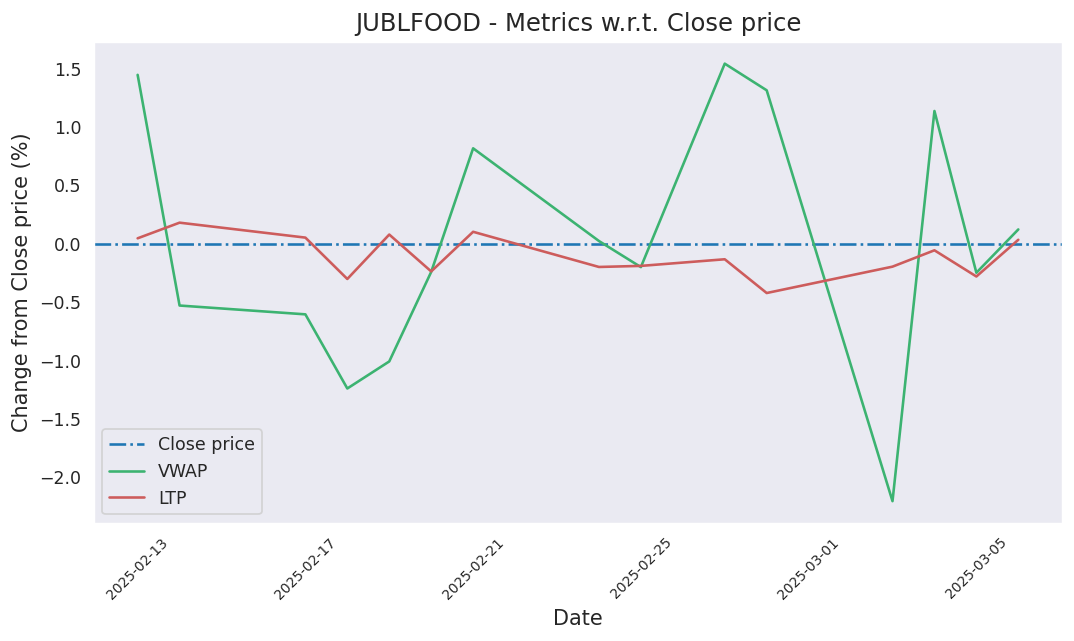 JUBLFOOD - Metrics w.r.t. Close price
Change from Close price (%)
1.5
1.0
0.5
0.0
−0.5
−1.0
−1.5
−2.0
Close price
VWAP
LTP
2025-02-13
2025-02-17
2025-02-21
2025-02-25
2025-03-01
2025-03-05
Date